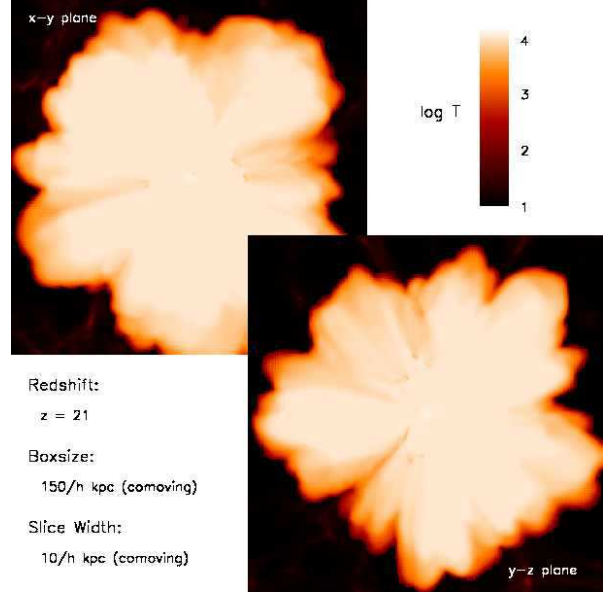 x-y plane
log T
4
3
2
1
Redshift:
z = 21
Boxsize:
150/h kpc (comoving)
Slice Width:
10/h kpc (comoving)
y-z plane